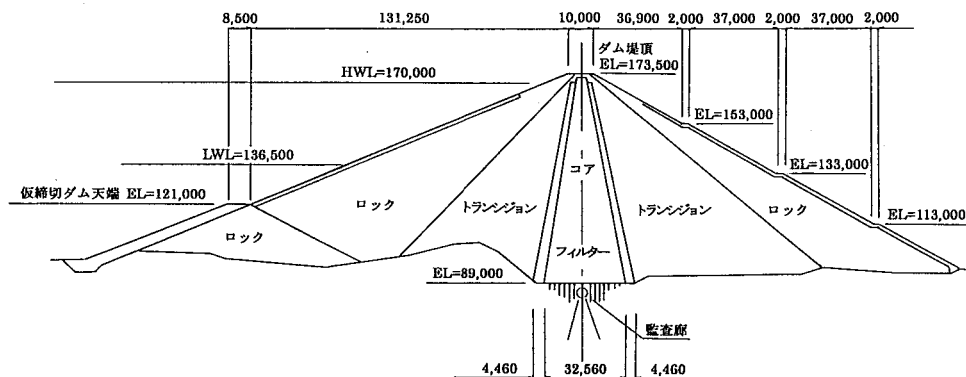 8,500 131,250 10,000 36,900 2,000 37,000 2,000 37,000 2,000
ダム堤頂
HWL=170,000 EL=173,500
EL=153,000
LWL=136,500 EL=133,000
コア
仮締切ダム天端 EL=121,000
ロック トランジション トランジション ロック EL=113,000
ロック フィルター
EL=89,000
監査廊
4,460 32,560 4,460